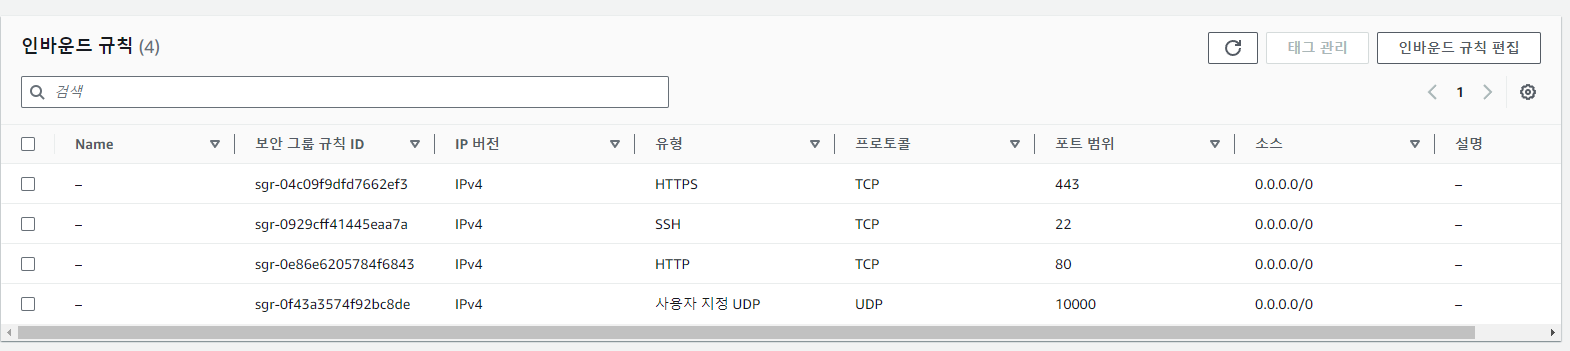 인바운드 규칙 (4)
태그 관리
인바운드 규칙 편집
검색
1
Name 보안 그룹 규칙 ID IP 버전 유형 프로토콜 포트 범위 소스 설명
– sgr-04c09f9dfd7662ef3 IPv4 HTTPS TCP 443 0.0.0.0/0 –
– sgr-0929cff41445eaa7a IPv4 SSH TCP 22 0.0.0.0/0 –
– sgr-0e86e6205784f6843 IPv4 HTTP TCP 80 0.0.0.0/0 –
– sgr-0f43a3574f92bc8de IPv4 사용자 지정 UDP UDP 10000 0.0.0.0/0 –